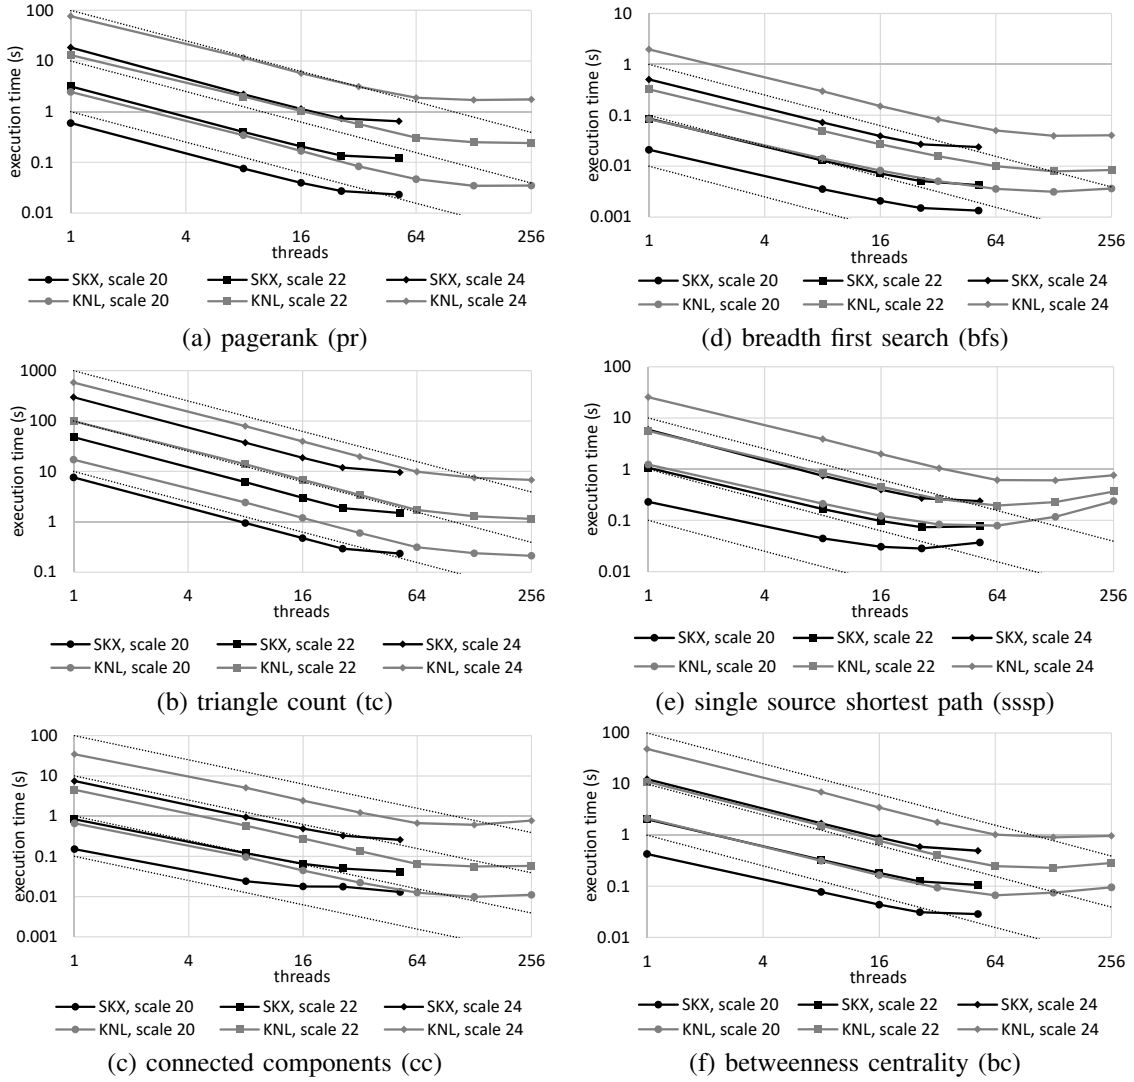 100
10
1
0.1
0.01
execution time (s)
1
4
16
64
256
threads
SKX, scale 20
SKX, scale 22
SKX, scale 24
KNL, scale 20
KNL, scale 22
KNL, scale 24
(a) pagerank (pr)
10
1
0.1
0.01
0.001
execution time (s)
1
4
16
64
256
threads
SKX, scale 20
SKX, scale 22
SKX, scale 24
KNL, scale 20
KNL, scale 22
KNL, scale 24
(d) breadth first search (bfs)
1000
100
10
1
0.1
execution time (s)
1
4
16
64
256
threads
SKX, scale 20
SKX, scale 22
SKX, scale 24
KNL, scale 20
KNL, scale 22
KNL, scale 24
(b) triangle count (tc)
100
10
1
0.1
0.01
execution time (s)
1
4
16
64
256
threads
SKX, scale 20
SKX, scale 22
SKX, scale 24
KNL, scale 20
KNL, scale 22
KNL, scale 24
(e) single source shortest path (sssp)
100
10
1
0.1
0.01
0.001
execution time (s)
1
4
16
64
256
threads
SKX, scale 20
SKX, scale 22
SKX, scale 24
KNL, scale 20
KNL, scale 22
KNL, scale 24
(c) connected components (cc)
100
10
1
0.1
0.01
execution time (s)
1
4
16
64
256
threads
SKX, scale 20
SKX, scale 22
SKX, scale 24
KNL, scale 20
KNL, scale 22
KNL, scale 24
(f) betweenness centrality (bc)